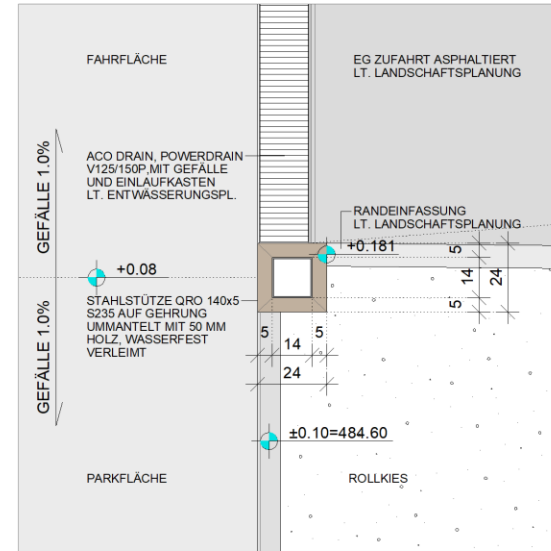 FAHRFLÄCHE
EG ZUFAHRT ASPHALTIERT
LT. LANDSCHAFTSPLANUNG
GEFÄLLE 1.0%
ACO DRAIN, POWERDRAIN
V125/150P,MIT GEFÄLLE
UND EINLAUFKASTEN
LT. ENTWÄSSERUNGSPL.
RANDEINFASSUNG
LT. LANDSCHAFTSPLANUNG
+0.181
5
14
24
5
+0.08
STAHLSTÜTZE QRO 140x5
S235 AUF GEHRUNG
UMMANTELT MIT 50 MM
HOLZ, WASSERFEST
VERLEIMT
GEFÄLLE 1.0%
5
14
5
24
±0.10=484.60
PARKFLÄCHE
ROLLKIES